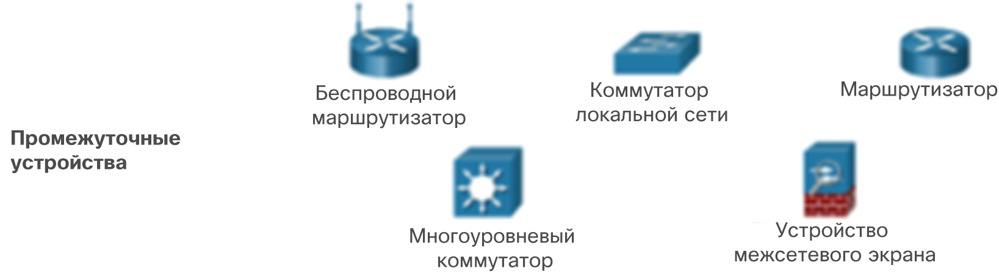 Беспроводной
маршрутизатор
Коммутатор
локальной сети
Маршрутизатор
Промежуточные
устройства
Многоуровневый
коммутатор
Устройство
межсетевого экрана